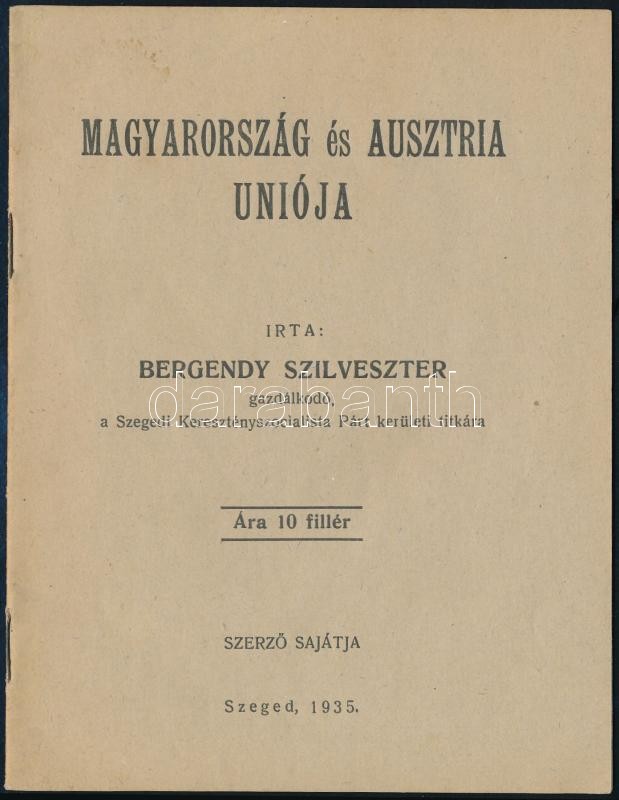 MAGYARORSZÁG és AUSZTRIA
UNIÓJA
IRTA:
BERGENDY SZILVESZTER
gazdálkodó,
darabanth
a Szegedi Keresztényszocialista Párt kerületi titkára
Ára 10 fillér
SZERZŐ SAJÁTJA
Szeged, 1935.